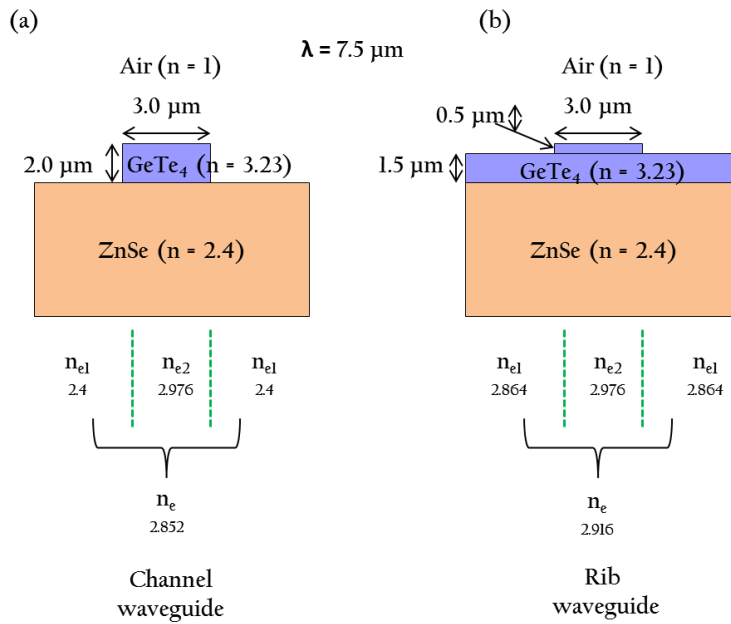 (a)
λ = 7.5 µm
(b)
Air (n = 1)
3.0 µm
2.0 µm
GeTe4 (n = 3.23)
ZnSe (n = 2.4)
ne1
2.4
ne2
2.976
ne1
2.4
ne
2.852
Channel
waveguide
Air (n = 1)
0.5 µm
3.0 µm
1.5 µm
GeTe4 (n = 3.23)
ZnSe (n = 2.4)
ne1
2.864
ne2
2.976
ne1
2.864
ne
2.916
Rib
waveguide